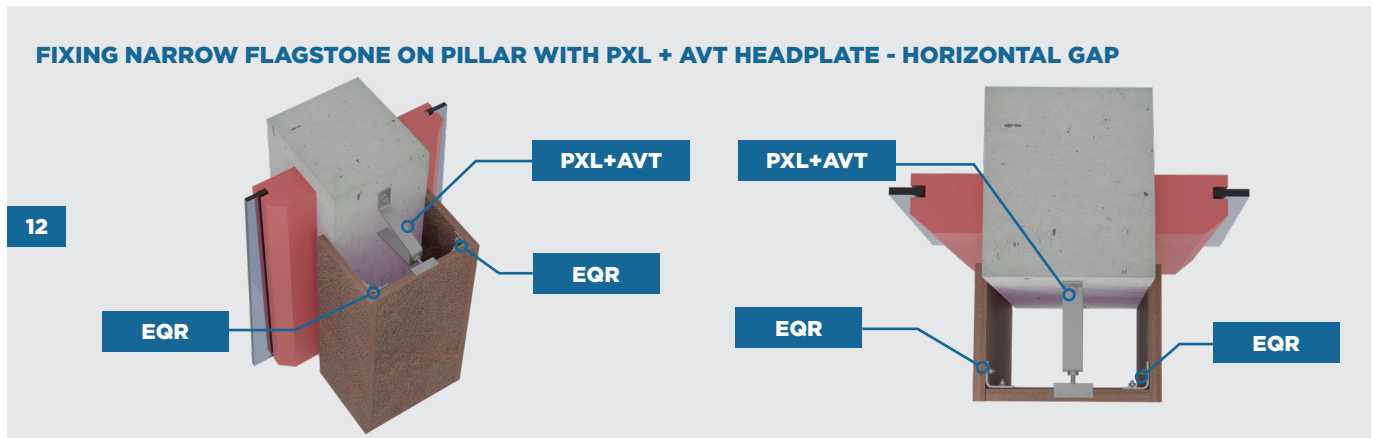 FIXING NARROW FLAGSTONE ON PILLAR WITH PXL + AVT HEADPLATE - HORIZONTAL GAP
12
PXL+AVT
EQR
EQR
PXL+AVT
EQR
EQR